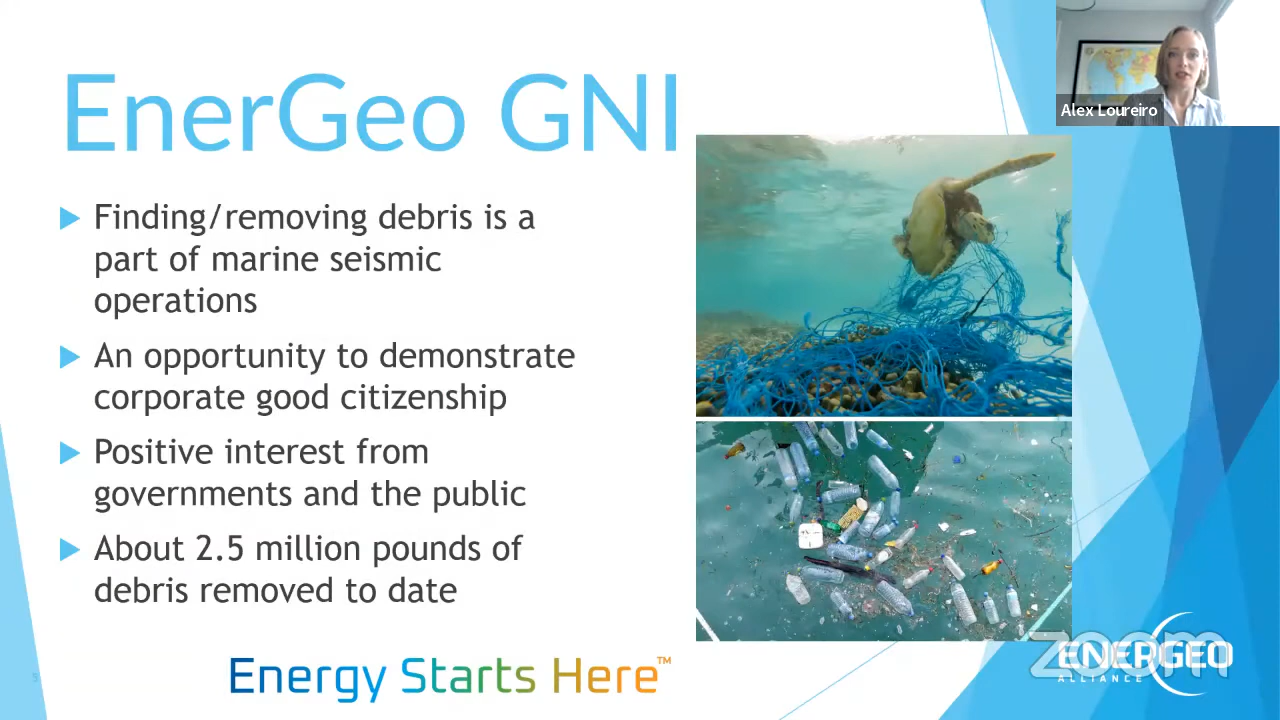 EnerGeo GNI
Alex Loureiro
Finding/removing debris is a
part of marine seismic
operations
An opportunity to demonstrate
corporate good citizenship
Positive interest from
governments and the public
About 2.5 million pounds of
debris removed to date
Energy Starts Here™
zoom
ENERGEO
ALLIANCE